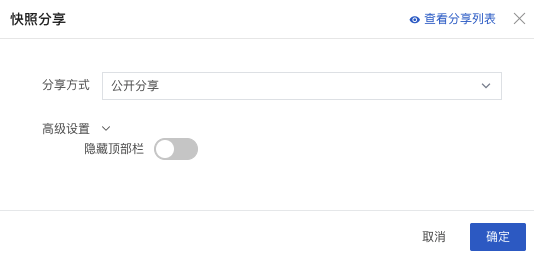 快照分享
查看分享列表
分享方式
公开分享
高级设置
隐藏顶部栏
取消
确定